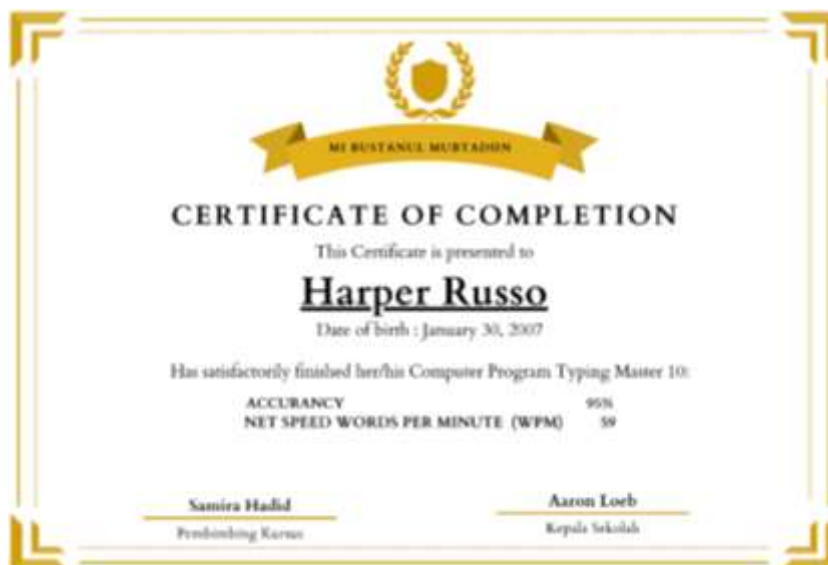 MI BUSTANUL MUBTADIIN
CERTIFICATE OF COMPLETION
This Certificate is presented to
Harper Russo
Date of birth : January 30, 2007
Has satisfactorily finished her/his Computer Program Typing Master 10:
ACCURANCY 95%
NET SPEED WORDS PER MINUTE (WPM) 59
Samira Hadid Aaron Loeb
Pembimbing Kursus Kepala Sekolah